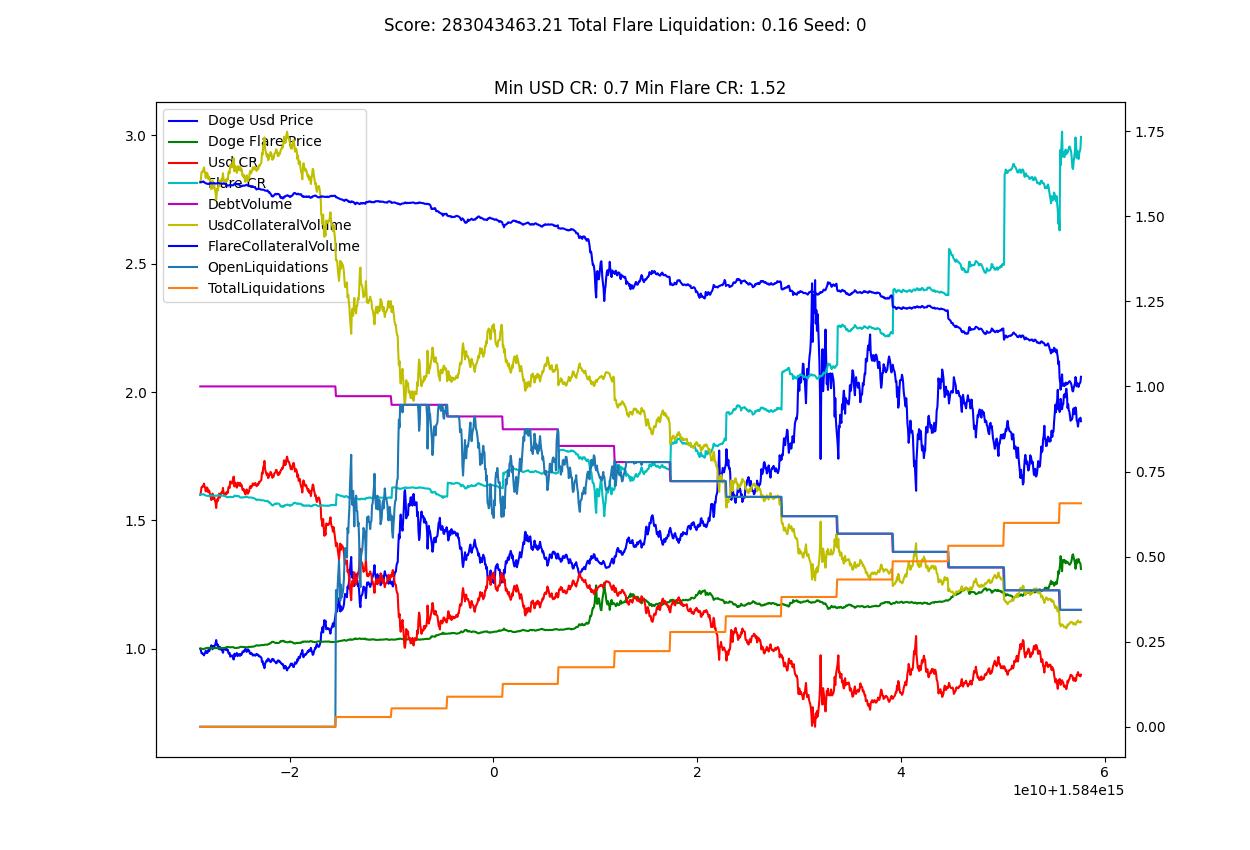 Score: 283043463.21 Total Flare Liquidation: 0.16 Seed: 0
Min USD CR: 0.7 Min Flare CR: 1.52
Doge Usd Price
Doge Flare Price
Usd CR
Flare CR
DebtVolume
UsdCollateralVolume
FlareCollateralVolume
OpenLiquidations
TotalLiquidations
3.0
2.5
2.0
1.5
1.0
1.75
1.50
1.25
1.00
0.75
0.50
0.25
0.00
−2 0 2 4 6
1e10+1.584e15